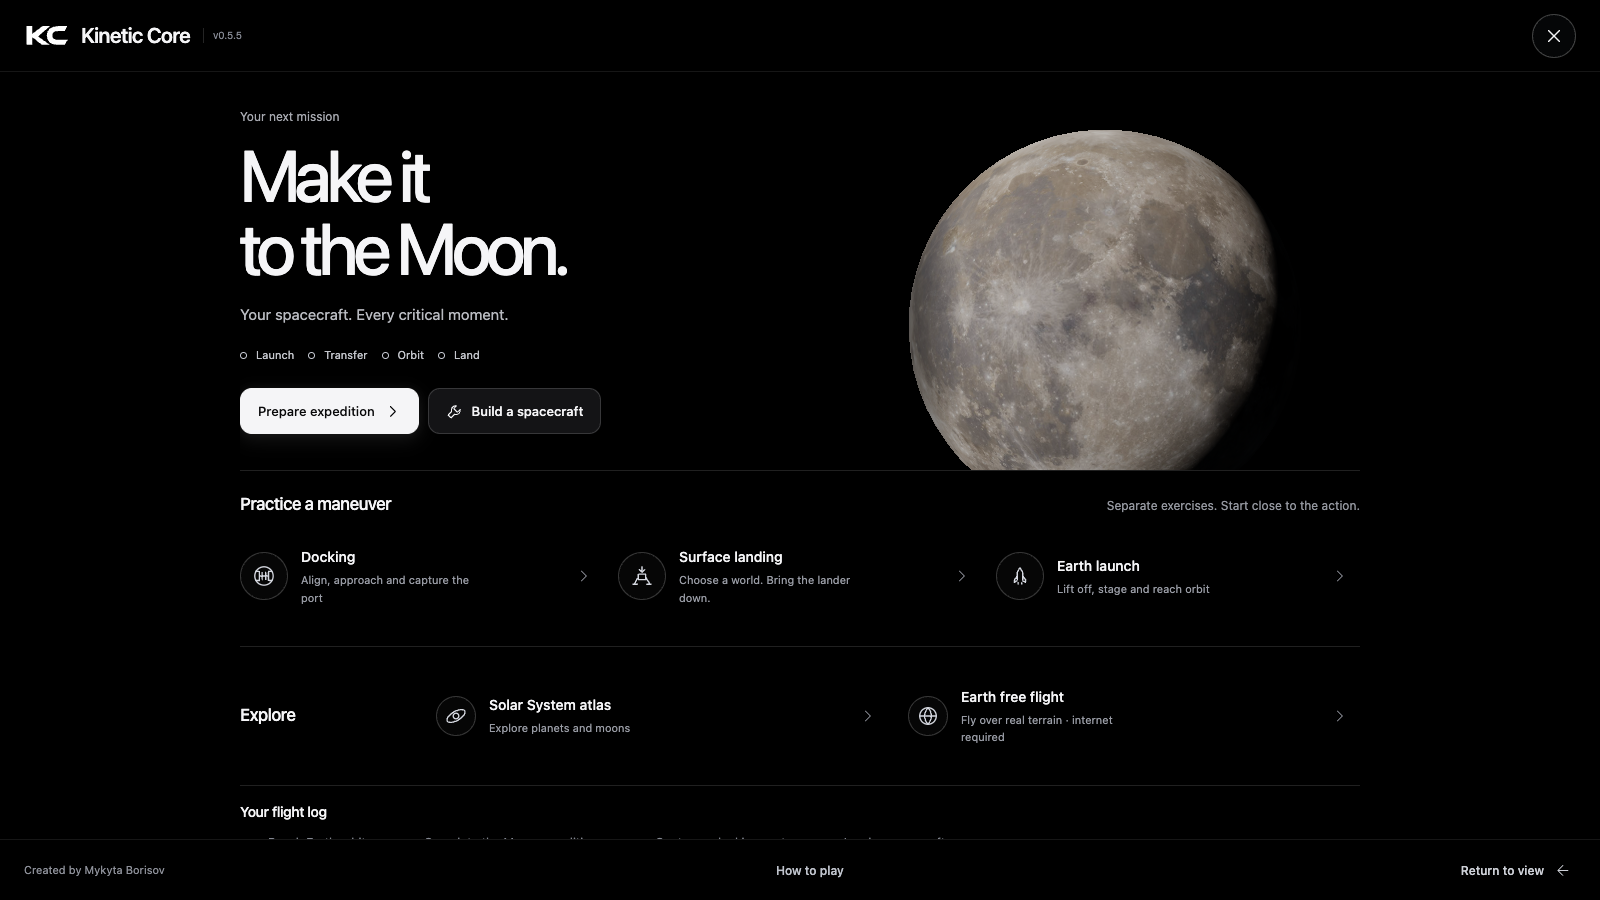 KC Kinetic Core v0.5.5
Your next mission
Make it
to the Moon.
Your spacecraft. Every critical moment.
Launch Transfer Orbit Land
Prepare expedition
Build a spacecraft
Practice a maneuver
Separate exercises. Start close to the action.
Docking
Align, approach and capture the
port
Surface landing
Choose a world. Bring the lander
down.
Earth launch
Lift off, stage and reach orbit
Explore
Solar System atlas
Explore planets and moons
Earth free flight
Fly over real terrain · internet
required
Your flight log
Created by Mykyta Borisov
How to play
Return to view